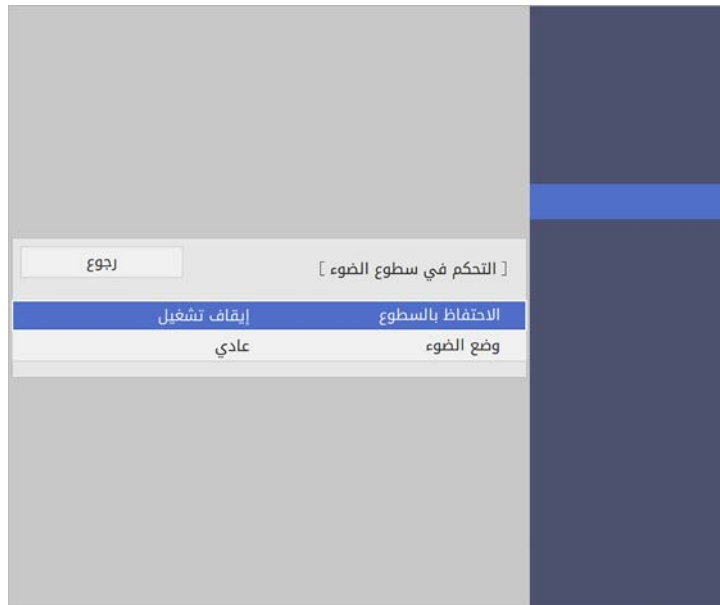 [ التحكم في سطوع الضوء ]
رجوع
الاحتفاظ بالسطوع إيقاف تشغيل
وضع الضوء عادي